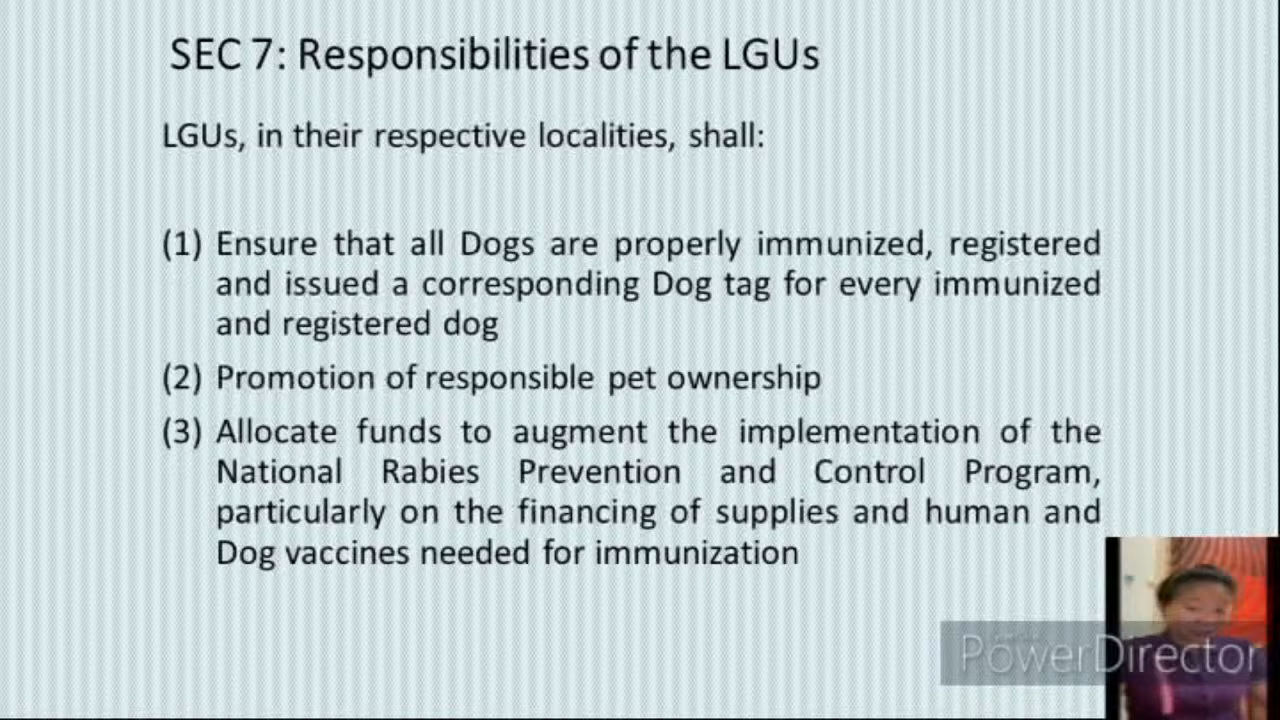 SEC 7: Responsibilities of the LGUs
LGUs, in their respective localities, shall:
(1) Ensure that all Dogs are properly immunized, registered
and issued a corresponding Dog tag for every immunized
and registered dog
(2) Promotion of responsible pet ownership
(3) Allocate funds to augment the implementation of the
National Rabies Prevention and Control Program,
particularly on the financing of supplies and human and
Dog vaccines needed for immunization
PowerDirector